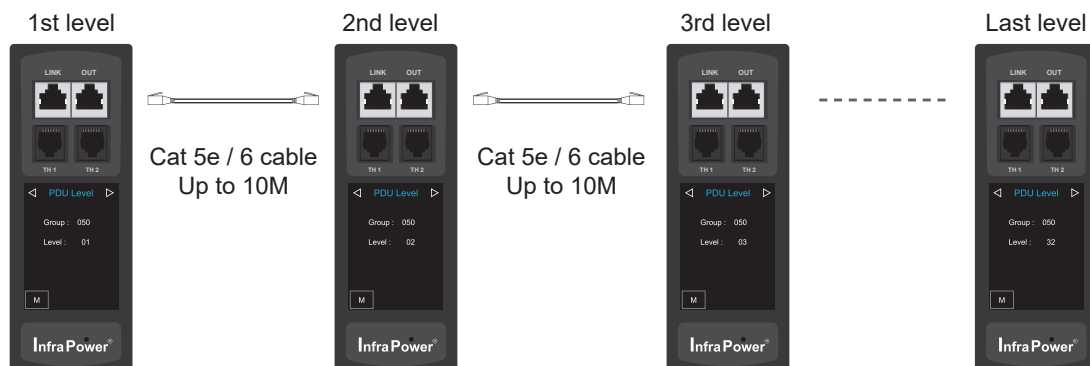 1st level
2nd level
3rd level
Last level
LINK OUT
TH 1 TH 2
PDU Level
Group : 050
Level : 01
M
InfraPower®
Cat 5e / 6 cable
Up to 10M
LINK OUT
TH 1 TH 2
PDU Level
Group : 050
Level : 02
M
InfraPower®
Cat 5e / 6 cable
Up to 10M
LINK OUT
TH 1 TH 2
PDU Level
Group : 050
Level : 03
M
InfraPower®
LINK OUT
TH 1 TH 2
PDU Level
Group : 050
Level : 32
M
InfraPower®